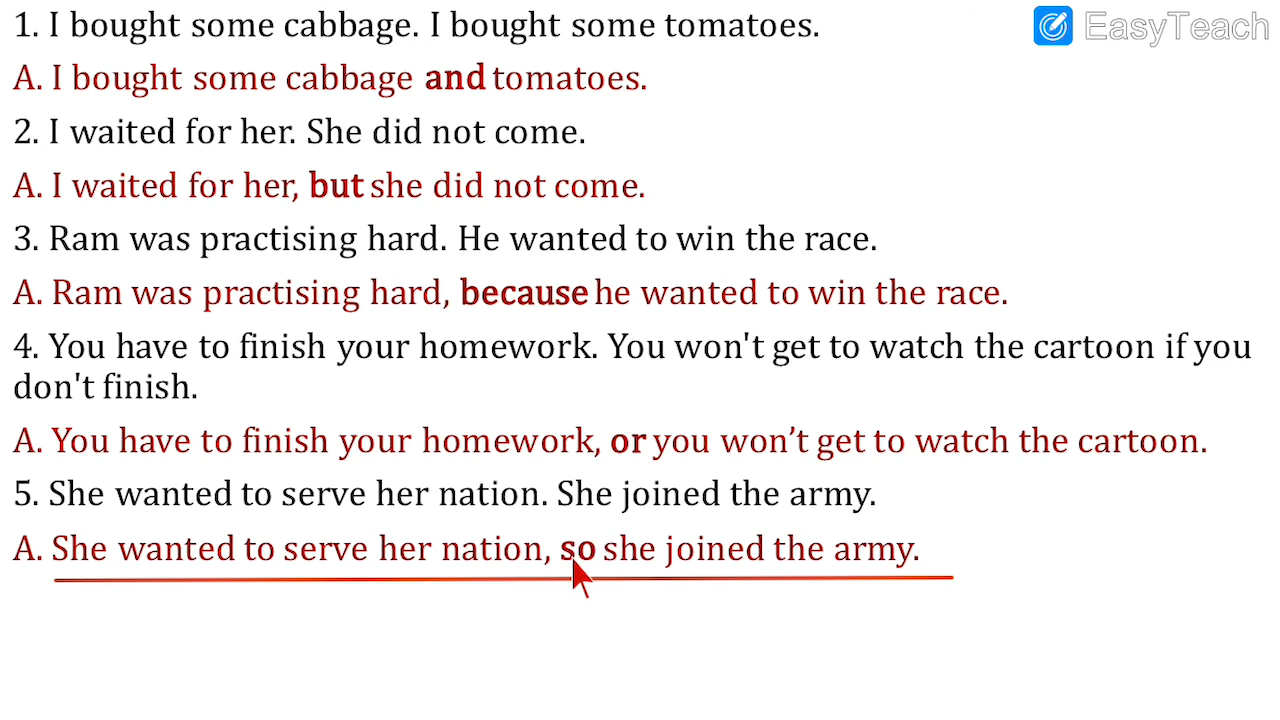 1. I bought some cabbage. I bought some tomatoes.
EasyTeach
A. I bought some cabbage and tomatoes.
2. I waited for her. She did not come.
A. I waited for her, but she did not come.
3. Ram was practising hard. He wanted to win the race.
A. Ram was practising hard, because he wanted to win the race.
4. You have to finish your homework. You won't get to watch the cartoon if you
don't finish.
A. You have to finish your homework, or you won’t get to watch the cartoon.
5. She wanted to serve her nation. She joined the army.
A. She wanted to serve her nation, so she joined the army.